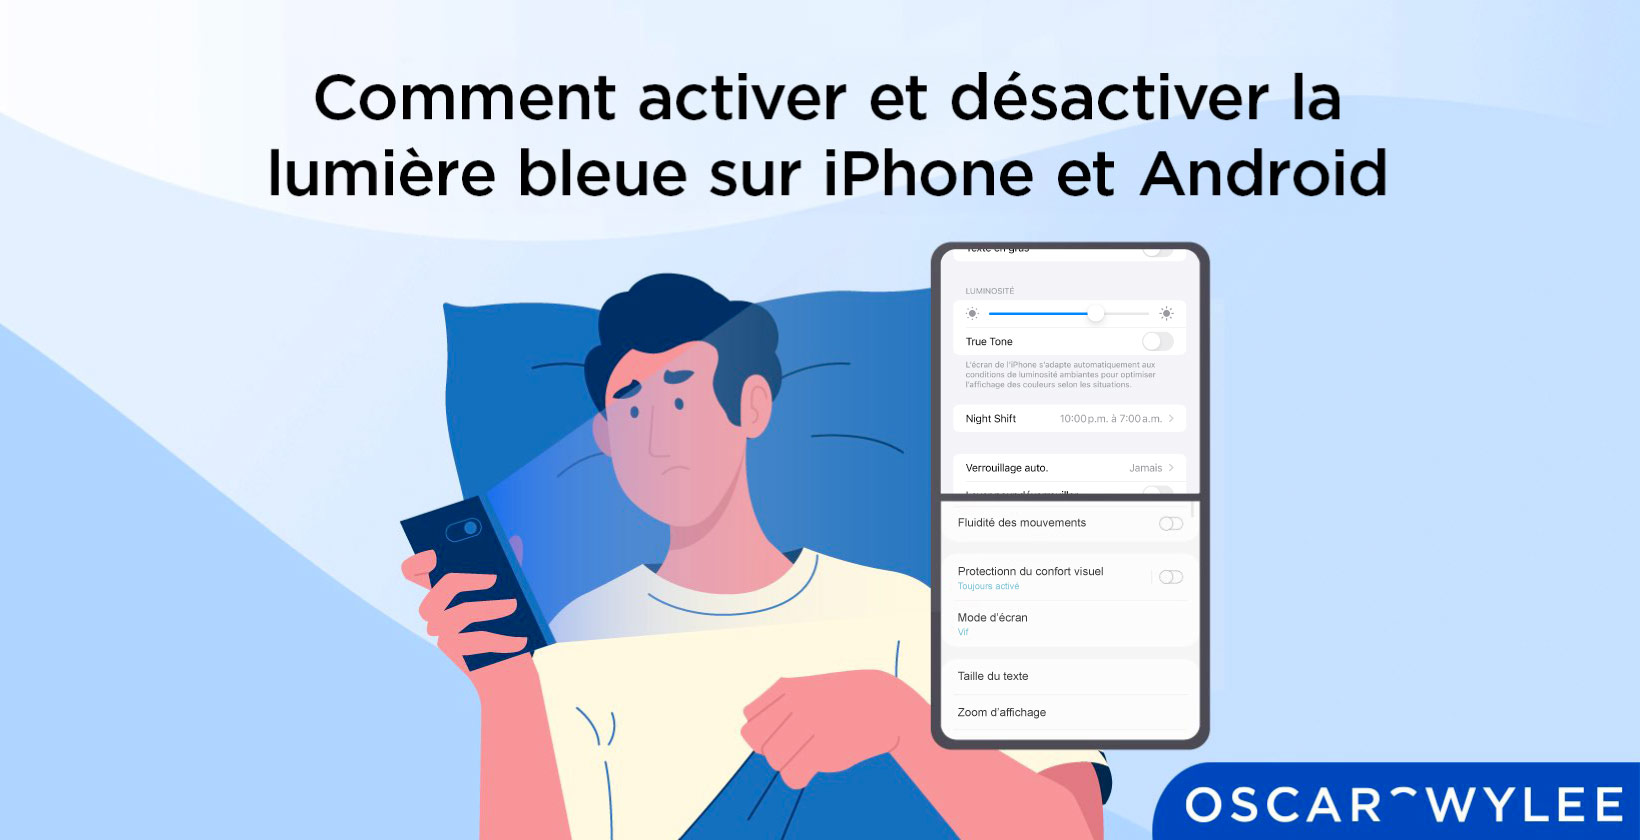 Comment activer et désactiver la
lumière bleue sur iPhone et Android
Texte en gras
LUMINOSITÉ
True Tone
L'écran de l'iPhone s'adapte automatiquement aux
conditions de luminosité ambiantes pour optimiser
l'affichage des couleurs selon les situations.
Night Shift 10:00 p.m. à 7:00 a.m.
Verrouillage auto. Jamais
Fluidité des mouvements
Protectionn du confort visuel
Toujours activé
Mode d'écran
Vif
Taille du texte
Zoom d'affichage
OSCAR WYLEE